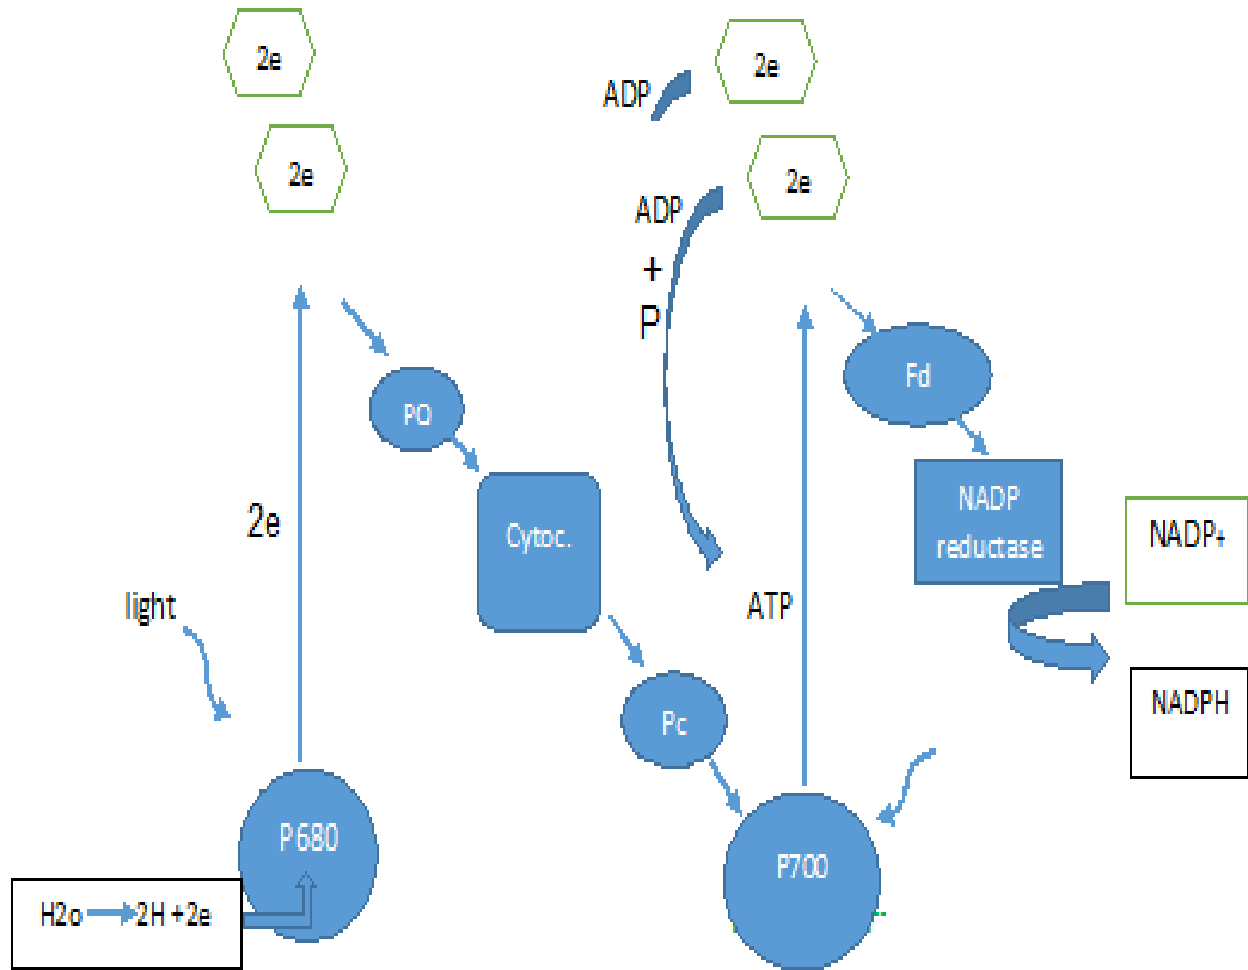 2e
2e
ADP
2e
2e
ADP
+
P
PQ
Fd
2e
Cytoc.
NADP
reductase
NADP+
light
ATP
Pc
NADPH
P680
P700
H2o 2H +2e